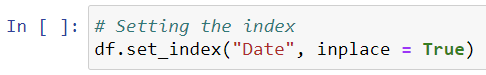 In [ ]: # Setting the index
df.set_index("Date", inplace = True)